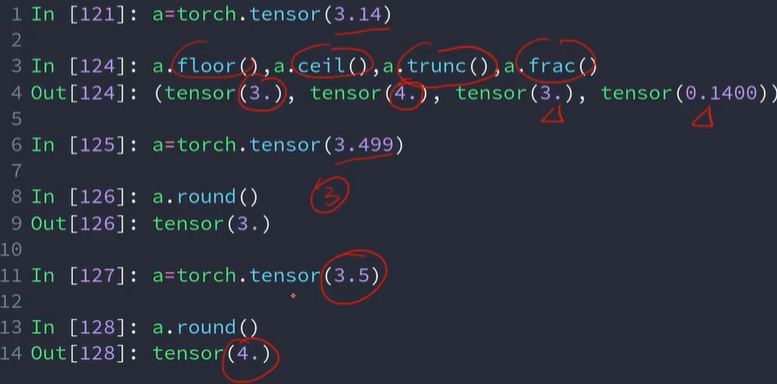 1 In [121]: a=torch.tensor(3.14)
2
3 In [124]: a.floor(),a.ceil(),a.trunc(),a.frac()
4 Out[124]: (tensor(3.), tensor(4.), tensor(3.), tensor(0.1400))
5
6 In [125]: a=torch.tensor(3.499)
7
8 In [126]: a.round() 3
9 Out[126]: tensor(3.)
10
11 In [127]: a=torch.tensor(3.5)
12
13 In [128]: a.round()
14 Out[128]: tensor(4.)